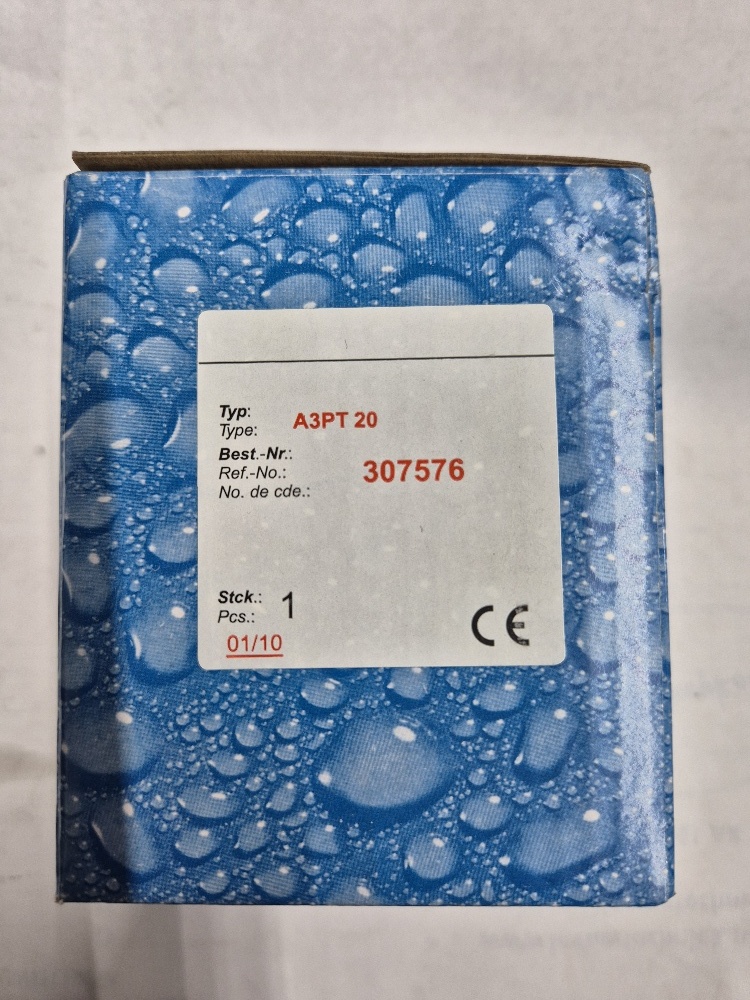 Typ:
Type: A3PT 20
Best.-Nr.:
Ref.-No.: 307576
No. de cde.:
Stck.:
Pcs.: 1
01/10
CE